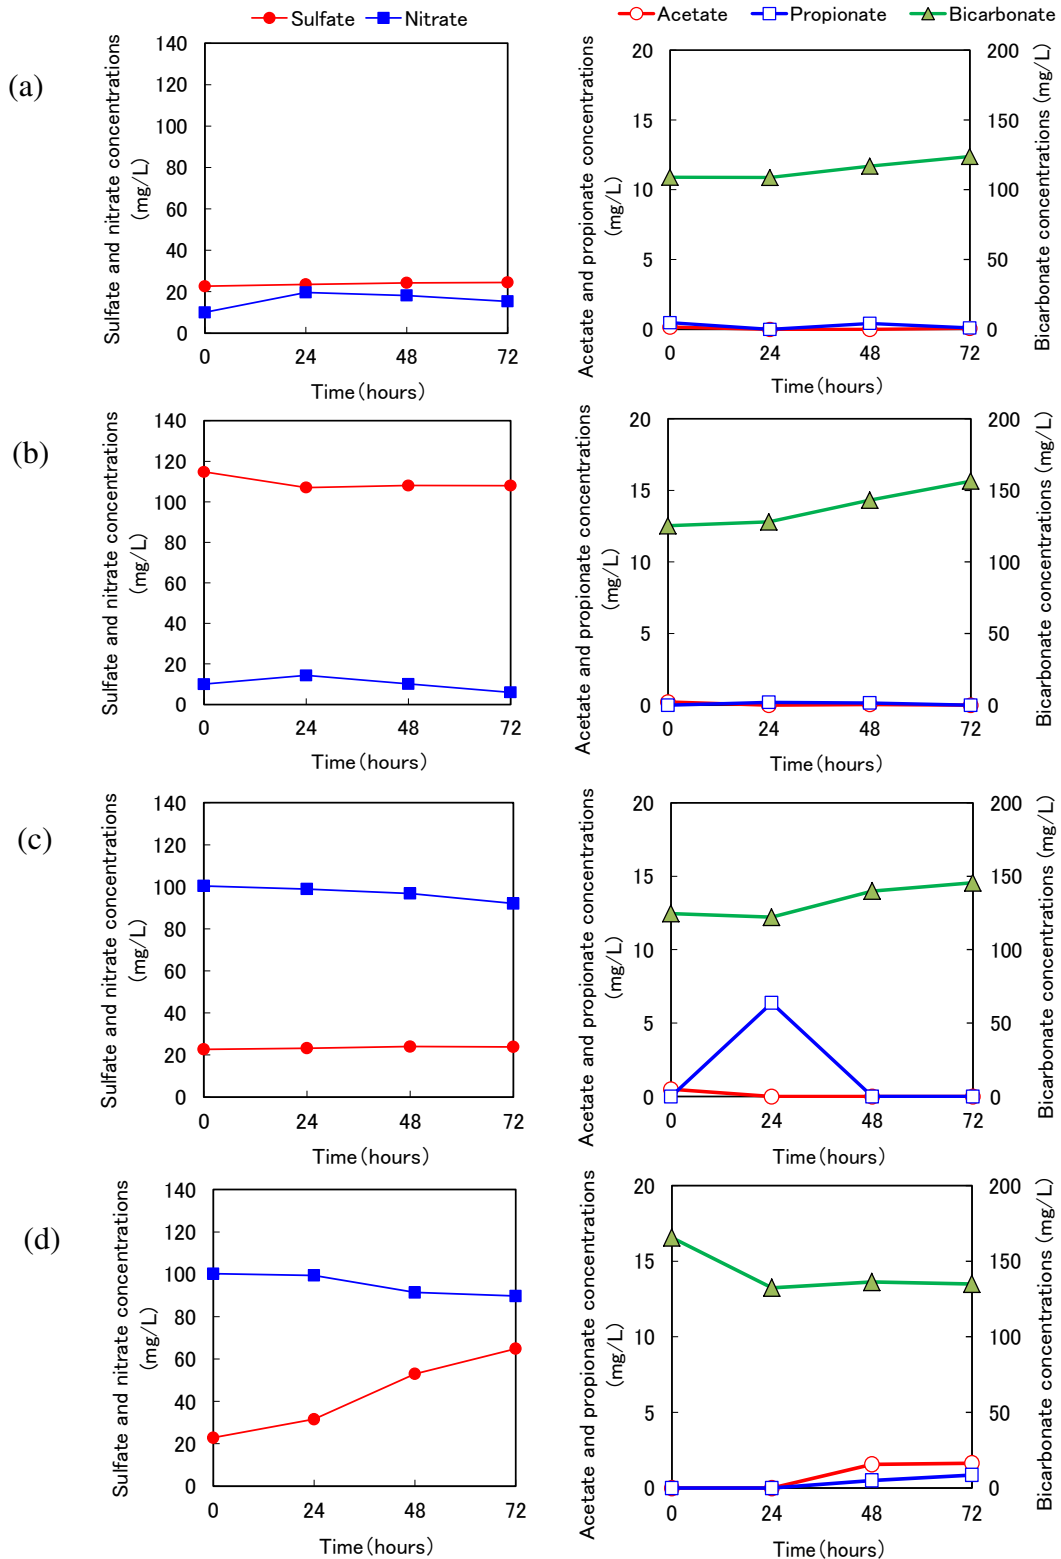 Sulfate Nitrate
Acetate Propionate Bicarbonate
(a)
Sulfate and nitrate concentrations
(mg/L)
140
120
100
80
60
40
20
0
0 24 48 72
Time(hours)
Acetate and propionate concentrations
(mg/L)
20
15
10
5
0
0 24 48 72
Time(hours)
200
150
100
50
0
Bicarbonate concentrations (mg/L)
(b)
Sulfate and nitrate concentrations
(mg/L)
140
120
100
80
60
40
20
0
0 24 48 72
Time(hours)
Acetate and propionate concentrations
(mg/L)
20
15
10
5
0
0 24 48 72
Time(hours)
200
150
100
50
0
Bicarbonate concentrations (mg/L)
(c)
Sulfate and nitrate concentrations
(mg/L)
140
120
100
80
60
40
20
0
0 24 48 72
Time(hours)
Acetate and propionate concentrations
(mg/L)
20
15
10
5
0
0 24 48 72
Time(hours)
200
150
100
50
0
Bicarbonate concentrations (mg/L)
(d)
Sulfate and nitrate concentrations
(mg/L)
140
120
100
80
60
40
20
0
0 24 48 72
Time(hours)
Acetate and propionate concentrations
(mg/L)
20
15
10
5
0
0 24 48 72
Time(hours)
200
150
100
50
0
Bicarbonate concentrations (mg/L)